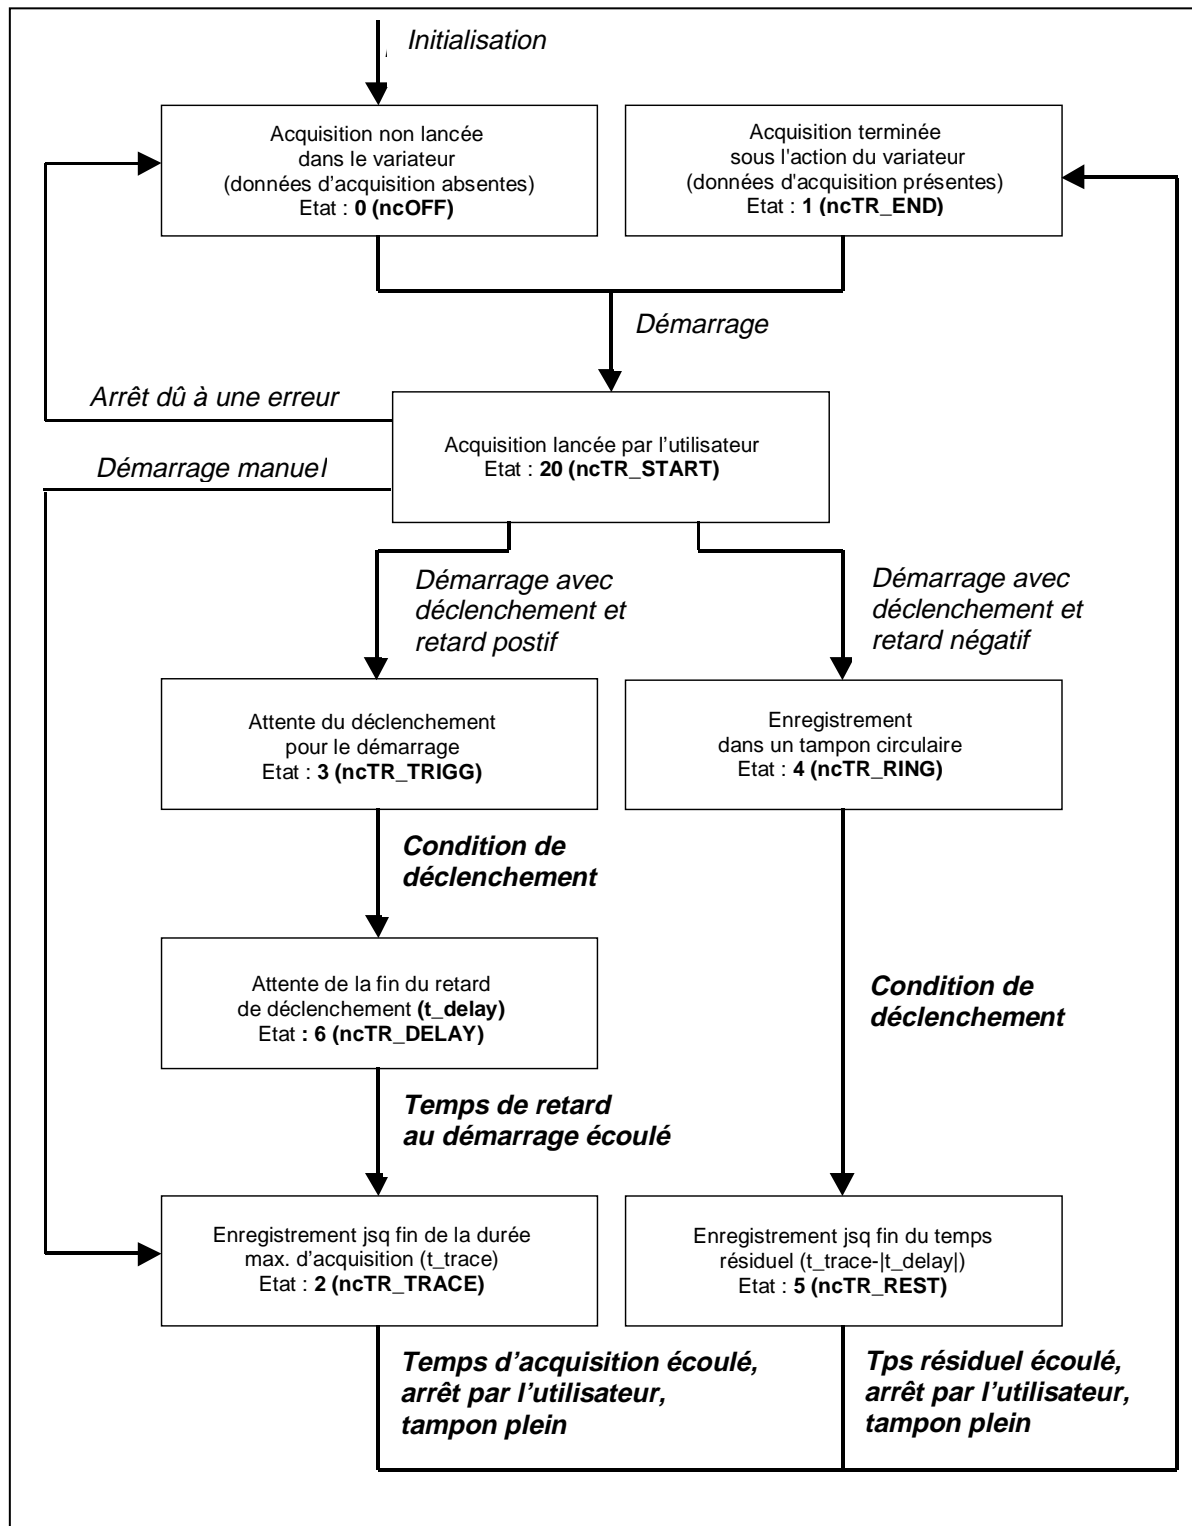 Initialisation
Acquisition non lancée
dans le variateur
(données d'acquisition absentes)
Etat : 0 (ncOFF)
Acquisition terminée
sous l'action du variateur
(données d'acquisition présentes)
Etat : 1 (ncTR_END)
Démarrage
Arrêt dû à une erreur
Démarrage manuel
Acquisition lancée par l'utilisateur
Etat : 20 (ncTR_START)
Démarrage avec
déclenchement et
retard postif
Démarrage avec
déclenchement et
retard négatif
Attente du déclenchement
pour le démarrage
Etat : 3 (ncTR_TRIGG)
Enregistrement
dans un tampon circulaire
Etat : 4 (ncTR_RING)
Condition de
déclenchement
Attente de la fin du retard
de déclenchement (t_delay)
Etat : 6 (ncTR_DELAY)
Condition de
déclenchement
Temps de retard
au démarrage écoulé
Enregistrement jsq fin de la durée
max. d'acquisition (t_trace)
Etat : 2 (ncTR_TRACE)
Enregistrement jsq fin du temps
résiduel (t_trace-|t_delay|)
Etat : 5 (ncTR_REST)
Temps d'acquisition écoulé,
arrêt par l'utilisateur,
tampon plein
Tps résiduel écoulé,
arrêt par l'utilisateur,
tampon plein